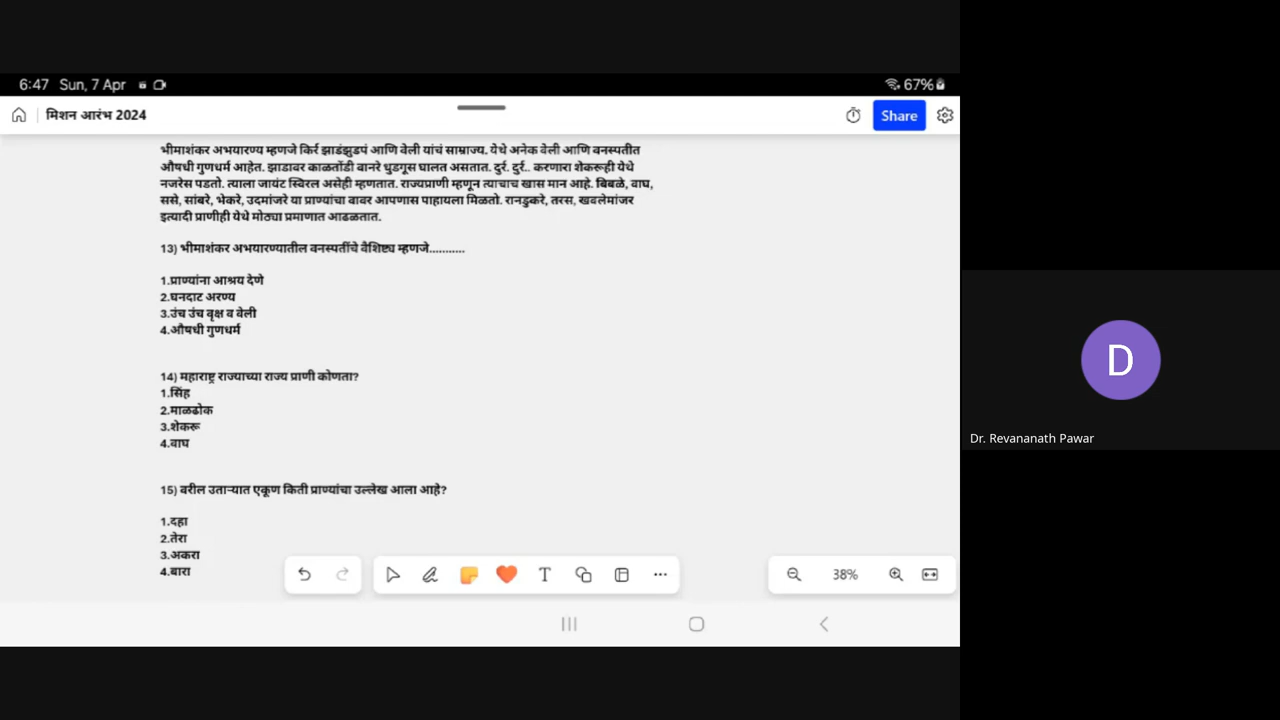 6:47 Sun, 7 Apr
67%
मिशन आरंभ 2024
Share
भीमाशंकर अभयारण्य म्हणजे किर्र झाडंझुडपं आणि वेली यांचं साम्राज्य. येथे अनेक वेली आणि वनस्पतीत
औषधी गुणधर्म आहेत. झाडावर काळतोंडी वानरे धुडगूस घालत असतात. दुर्र. दुर्र.. करणारा शेकरूही येथे
नजरेस पडतो. त्याला जायंट स्विरल असेही म्हणतात. राज्यप्राणी म्हणून त्याचाच खास मान आहे. बिबळे, वाघ,
ससे, सांबरे, भेकरे, उदमांजरे या प्राण्यांचा वावर आपणास पाहायला मिळतो. रानडुकरे, तरस, खवलेमांजर
इत्यादी प्राणीही येथे मोठ्या प्रमाणात आढळतात.
13) भीमाशंकर अभयारण्यातील वनस्पतींचे वैशिष्ट्य म्हणजे...........
1.प्राण्यांना आश्रय देणे
2.घनदाट अरण्य
3.उंच उंच वृक्ष व वेली
4.औषधी गुणधर्म
14) महाराष्ट्र राज्याच्या राज्य प्राणी कोणता?
1.सिंह
2.माळढोक
3.शेकरू
4.वाघ
15) वरील उताऱ्यात एकूण किती प्राण्यांचा उल्लेख आला आहे?
1.दहा
2.तेरा
3.अकरा
4.बारा
T
38%
D
Dr. Revananath Pawar